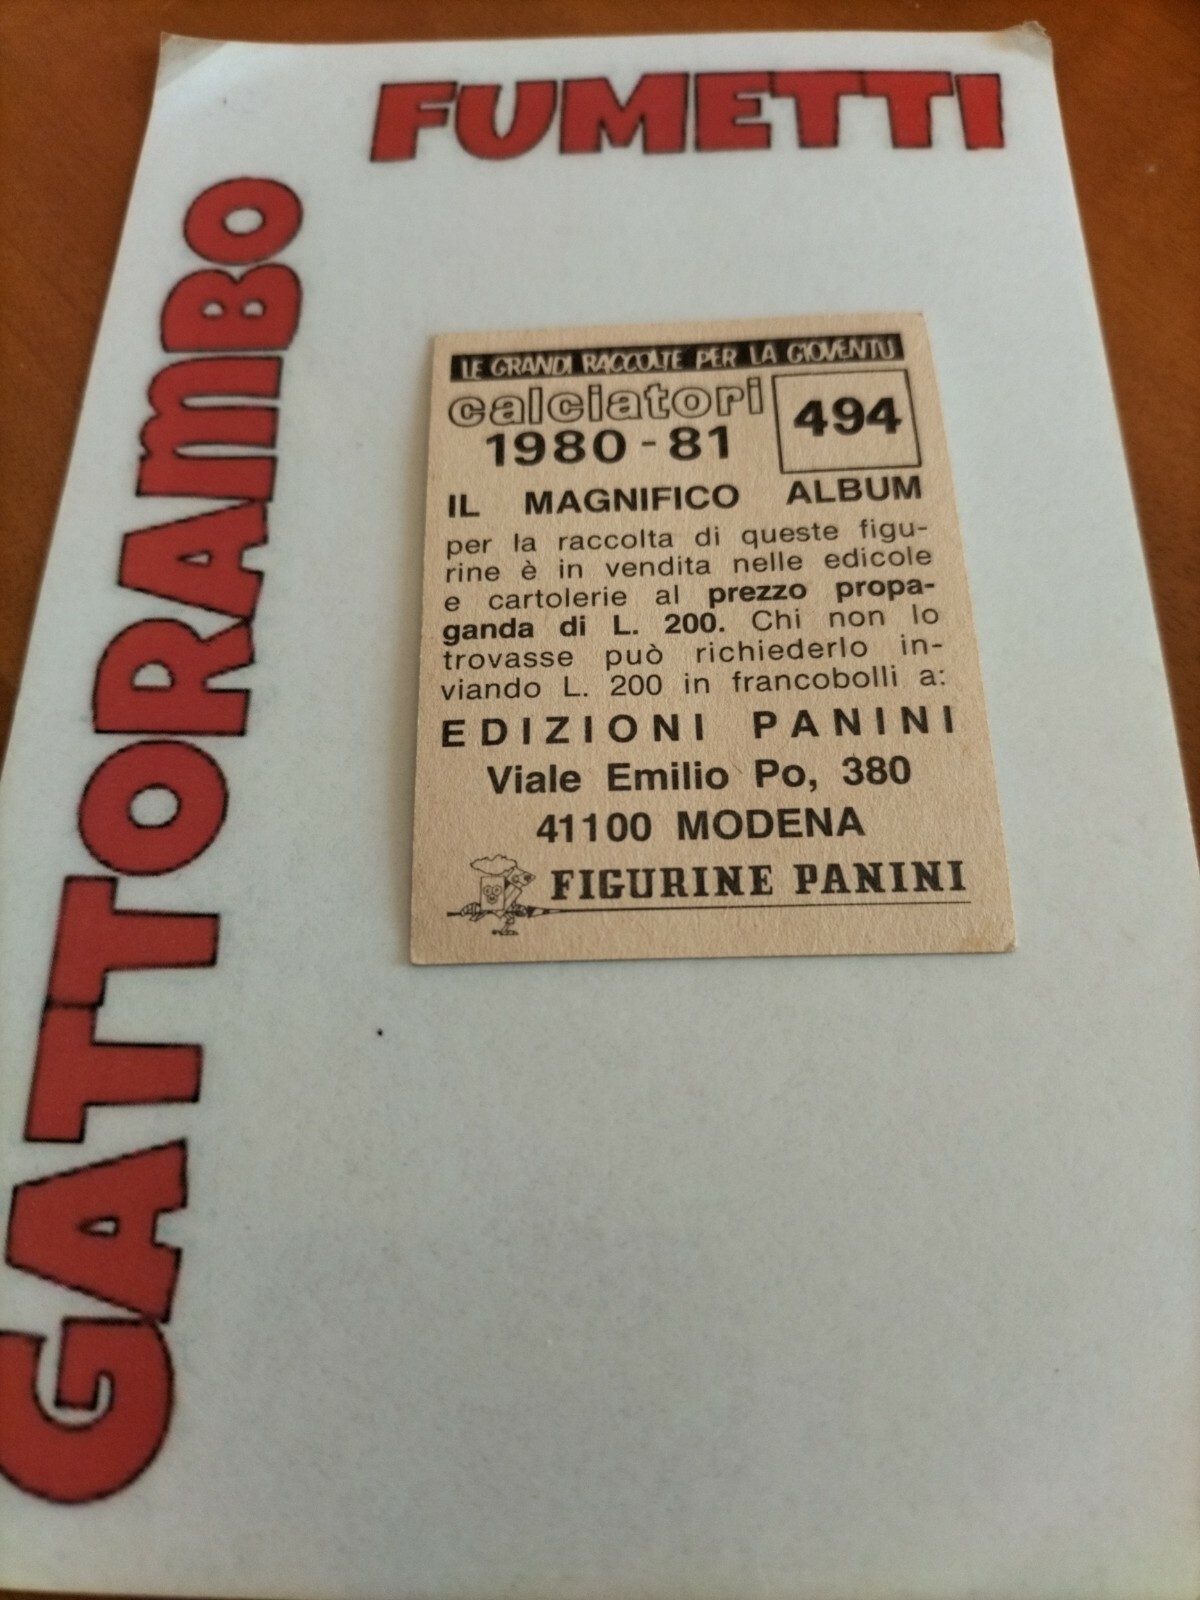 FUMETTI
GATTORAMBO
LE GRANDI RACCOLTE PER LA GIOVENTU
calciatori
1980-81
494
IL MAGNIFICO ALBUM
per la raccolta di queste figu-
rine è in vendita nelle edicole
e cartolerie al prezzo propa-
ganda di L. 200. Chi non lo
trovasse può richiederlo in-
viando L. 200 in francobolli a:
EDIZIONI PANINI
Viale Emilio Po, 380
41100 MODENA
FIGURINE PANINI